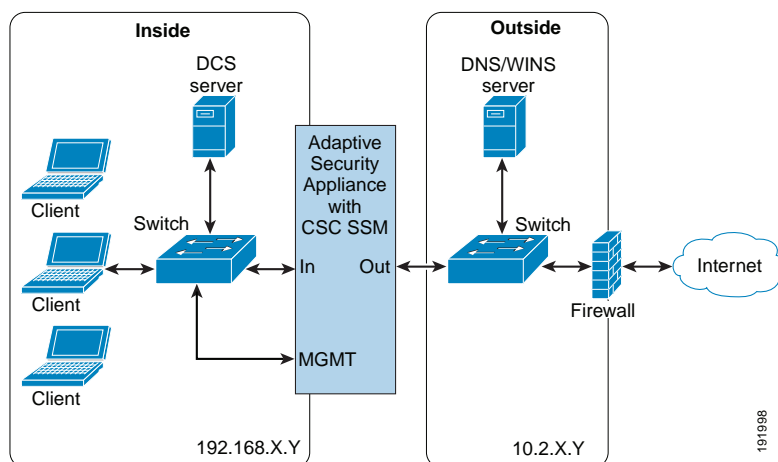 Inside
DCS
server
Client
Client
Client
Switch
192.168.X.Y
Adaptive
Security
Appliance
with
CSC SSM
In
Out
MGMT
Outside
DNS/WINS
server
Switch
Firewall
Internet
10.2.X.Y
191998